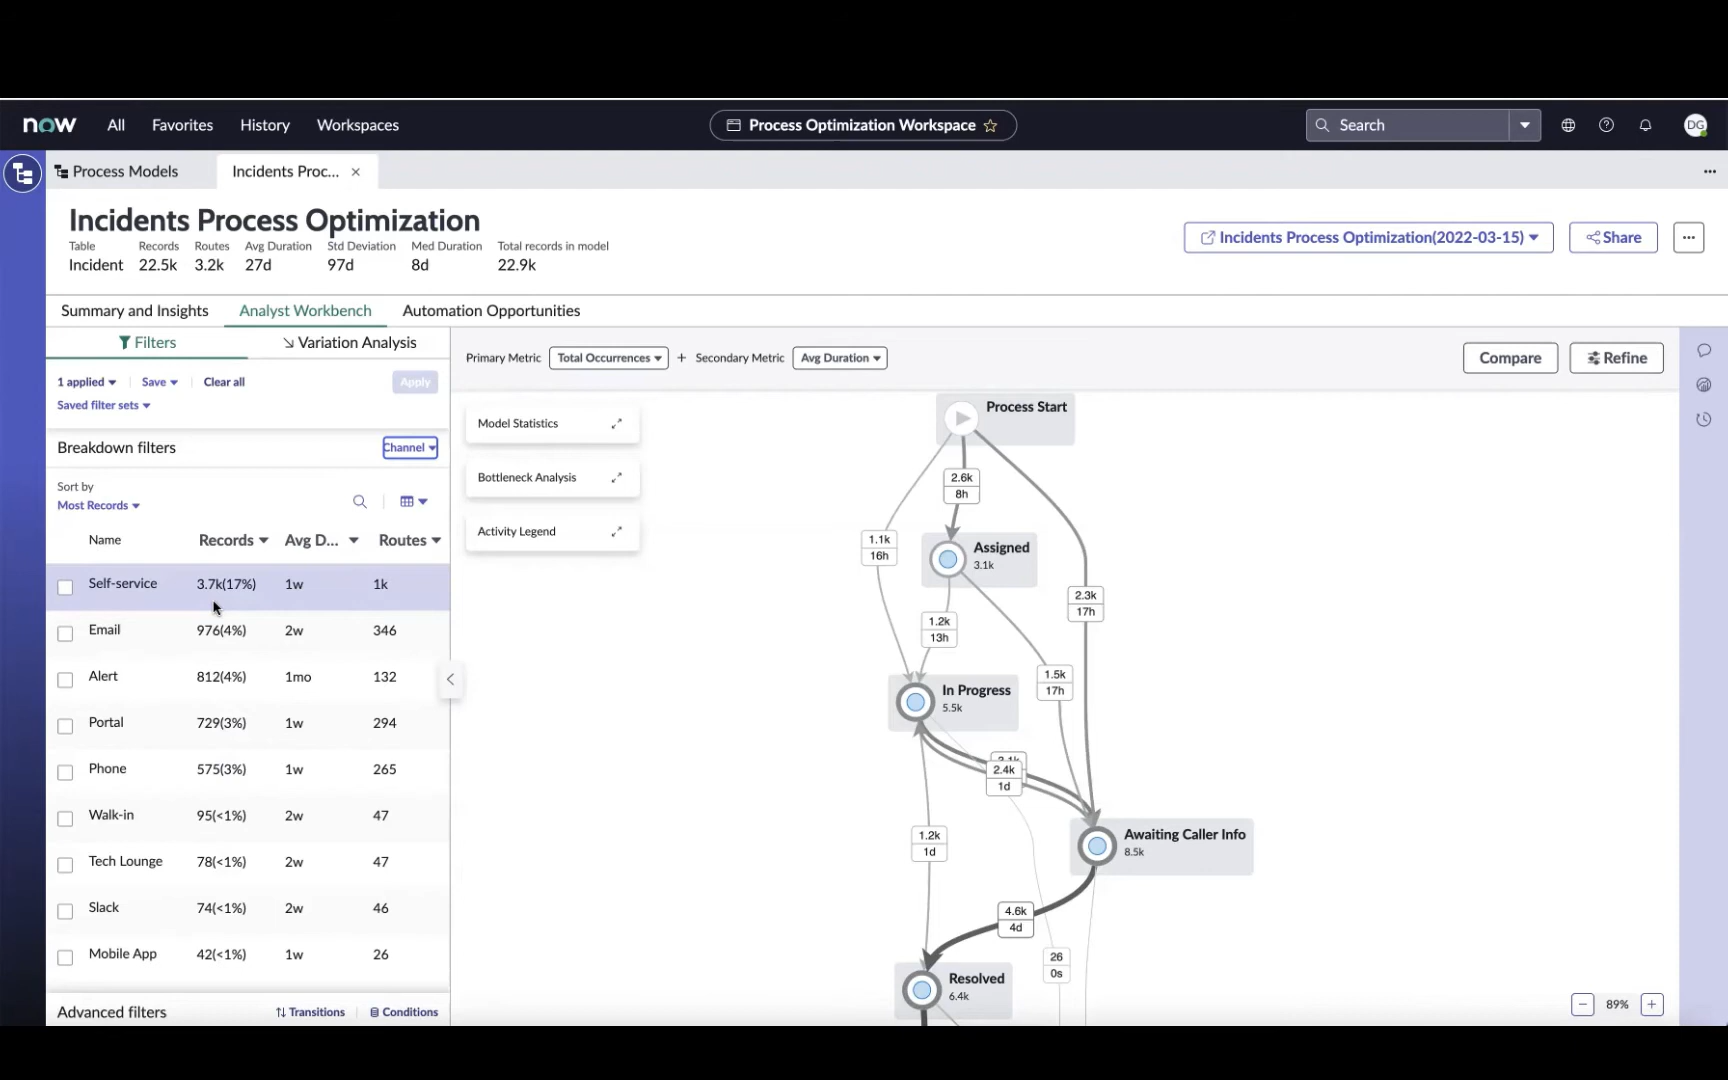 now All Favorites History Workspaces Process Optimization Workspace Search DG
Process Models Incidents Proc...
Incidents Process Optimization
Table Records Routes Avg Duration Std Deviation Med Duration Total records in model
Incident 22.5k 3.2k 27d 97d 8d 22.9k
Incidents Process Optimization(2022-03-15) Share
Summary and Insights Analyst Workbench Automation Opportunities
Filters Variation Analysis
1 applied Save Clear all Apply
Saved filter sets
Breakdown filters Channel
Sort by
Most Records
Name Records Avg D... Routes
Self-service 3.7k(17%) 1w 1k
Email 976(4%) 2w 346
Alert 812(4%) 1mo 132
Portal 729(3%) 1w 294
Phone 575(3%) 1w 265
Walk-in 95(<1%) 2w 47
Tech Lounge 78(<1%) 2w 47
Slack 74(<1%) 2w 46
Mobile App 42(<1%) 1w 26
Advanced filters Transitions Conditions
Primary Metric Total Occurrences + Secondary Metric Avg Duration Compare Refine
Model Statistics
Bottleneck Analysis
Activity Legend
Process Start
2.6k
8h
1.1k
16h
Assigned
3.1k
2.3k
17h
1.2k
13h
1.5k
17h
In Progress
5.5k
2.4k
1d
1.2k
1d
Awaiting Caller Info
8.5k
4.6k
4d
26
0s
Resolved
6.4k
89%